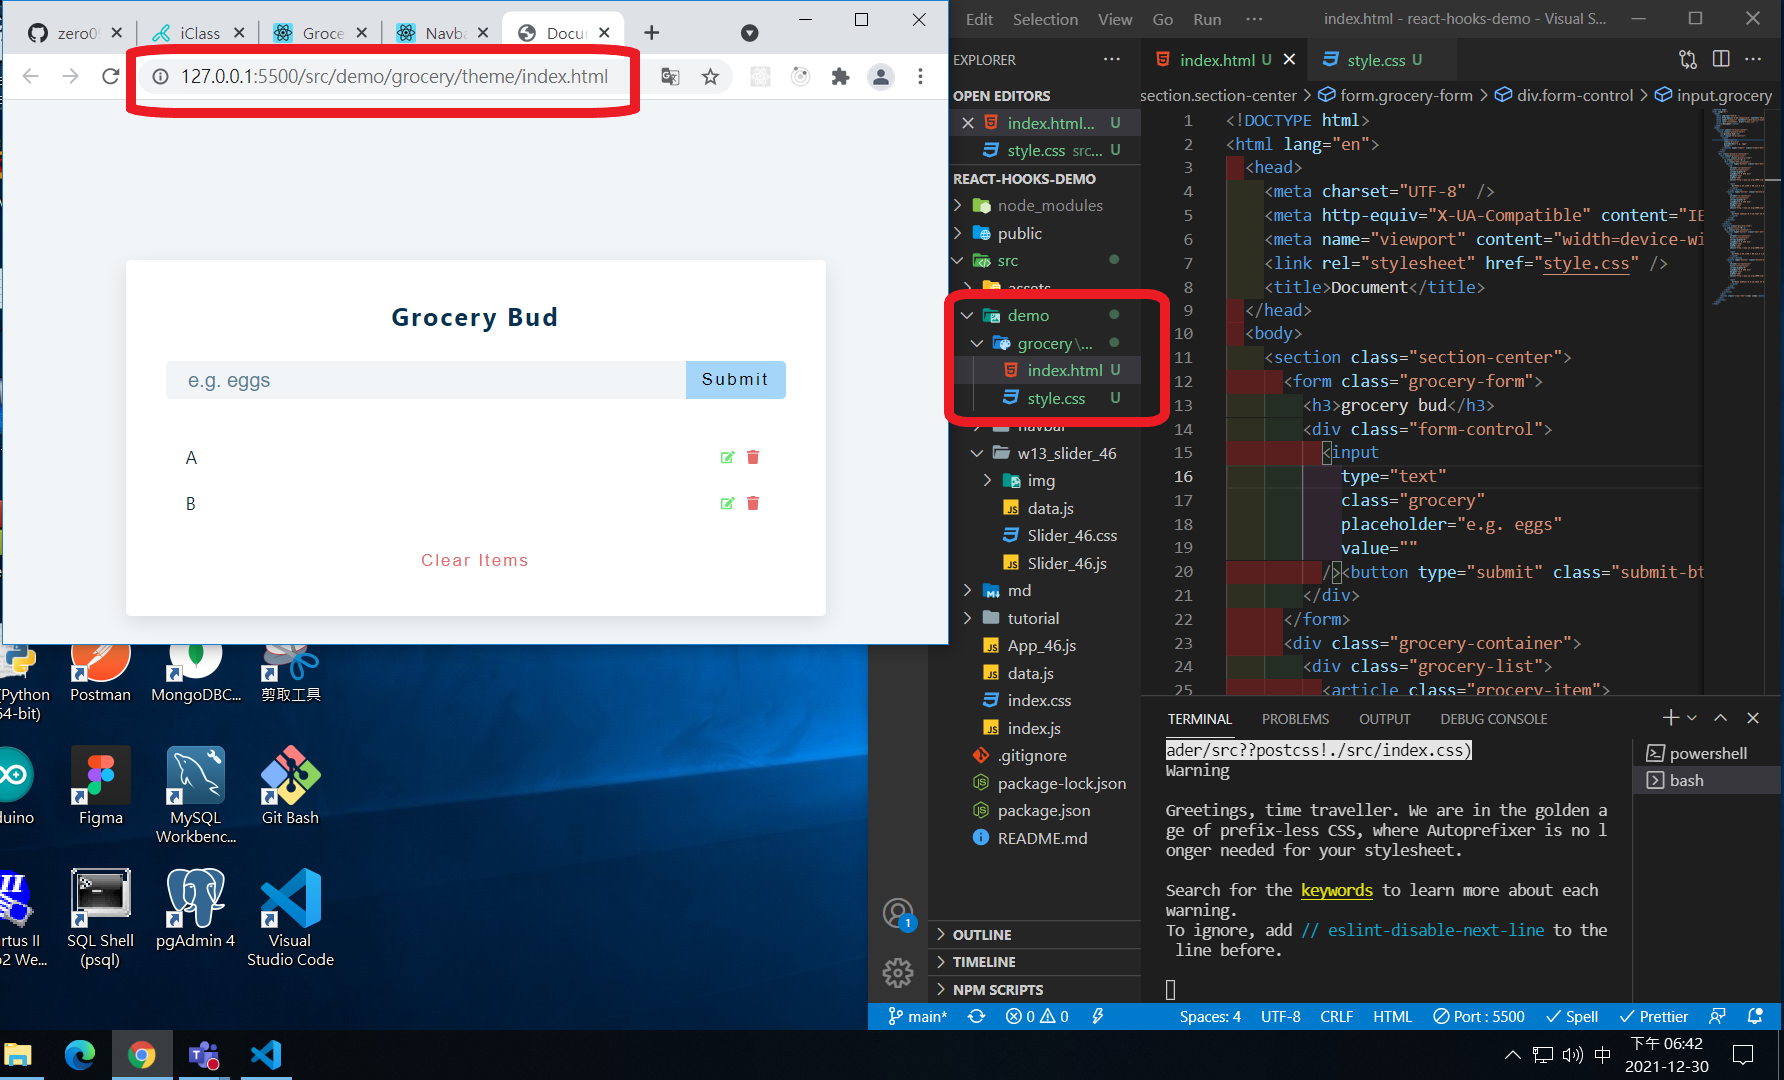 zero0
iClass
Groce
Navb
Docu
127.0.0.1:5500/src/demo/grocery/theme/index.html
Grocery Bud
e.g. eggs
Submit
A
B
Clear Items
Python
64-bit)
Postman
MongoDBC...
剪取工具
duino
Figma
MySQL
Workbenc...
Git Bash
artus II
SQL Shell
(psql)
pgAdmin 4
Visual
Studio Code
Edit Selection View Go Run ···
index.html - react-hooks-demo - Visual S...
EXPLORER
···
OPEN EDITORS
index.html... U
style.css src... U
REACT-HOOKS-DEMO
node_modules
public
src
assets
demo
grocery\...
index.html U
style.css U
navbar
w13_slider_46
img
data.js
Slider_46.css
Slider_46.js
md
tutorial
App_46.js
data.js
index.css
index.js
.gitignore
package-lock.json
package.json
README.md
OUTLINE
TIMELINE
NPM SCRIPTS
1
index.html U
style.css U
···
section.section-center > form.grocery-form > div.form-control > input.grocery
1 <!DOCTYPE html>
2 <html lang="en">
3 <head>
4 <meta charset="UTF-8" />
5 <meta http-equiv="X-UA-Compatible" content="IE
6 <meta name="viewport" content="width=device-wi
7 <link rel="stylesheet" href="style.css" />
8 <title>Document</title>
9 </head>
10 <body>
11 <section class="section-center">
12 <form class="grocery-form">
13 <h3>grocery bud</h3>
14 <div class="form-control">
15 <input
16 type="text"
17 class="grocery"
18 placeholder="e.g. eggs"
19 value=""
20 /><button type="submit" class="submit-bt
21 </div>
22 </form>
23 <div class="grocery-container">
24 <div class="grocery-list">
25 <article class="grocery-item">
TERMINAL PROBLEMS OUTPUT DEBUG CONSOLE
powershell
bash
ader/src??postcss!./src/index.css)
Warning
Greetings, time traveller. We are in the golden a
ge of prefix-less CSS, where Autoprefixer is no l
onger needed for your stylesheet.
Search for the keywords to learn more about each
warning.
To ignore, add // eslint-disable-next-line to the
line before.
main* 0 0 Spaces: 4 UTF-8 CRLF HTML Port : 5500 Spell Prettier
中
下午 06:42
2021-12-30